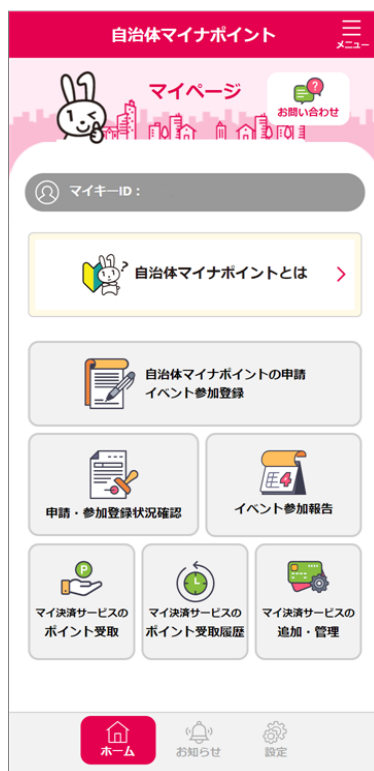 自治体マイナポイント
メニュー
マイページ
?
お問い合わせ
マイキーID：
?
自治体マイナポイントとは
自治体マイナポイントの申請
イベント参加登録
申請・参加登録状況確認
4
イベント参加報告
P
マイ決済サービスの
ポイント受取
マイ決済サービスの
ポイント受取履歴
マイ決済サービスの
追加・管理
ホーム
お知らせ
設定